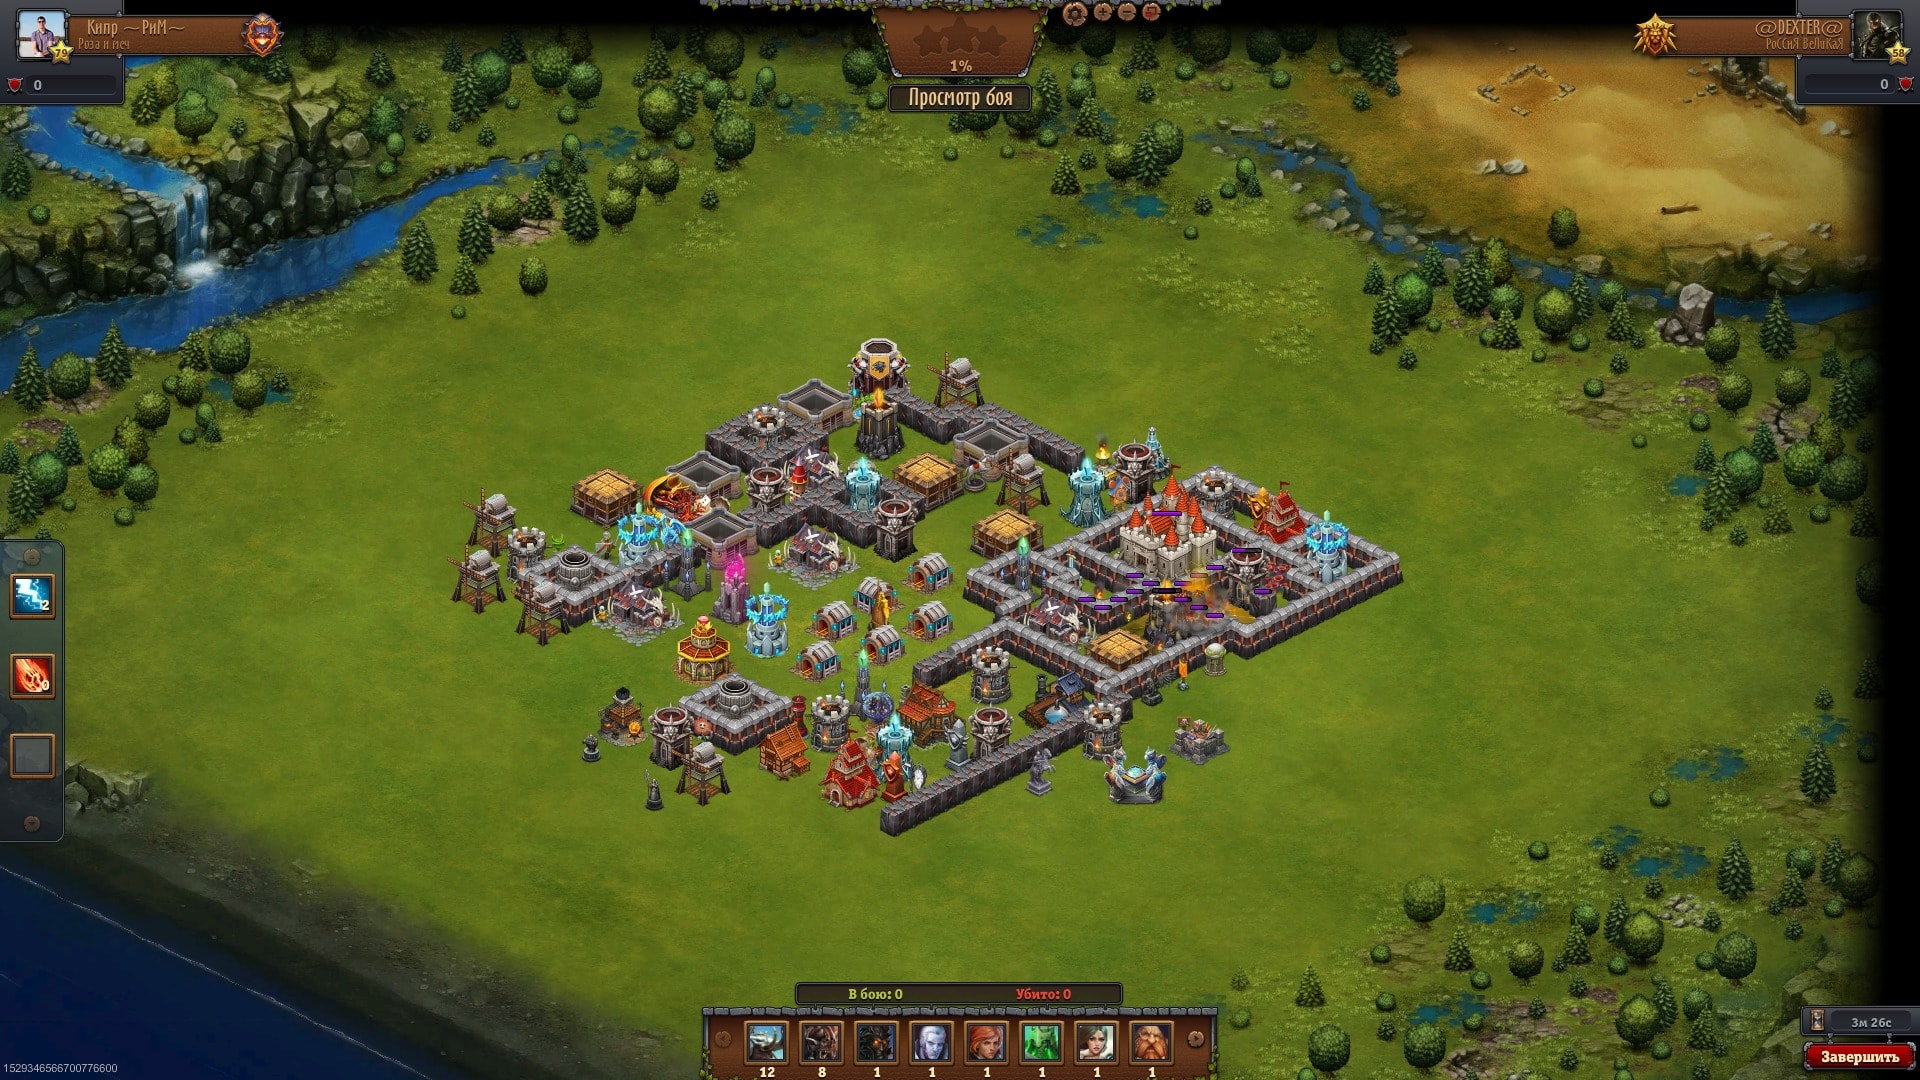 Кипр ~РиМ~
Роза и меч
79
0
1%
Просмотр боя
@DEXTER@
РоССиЯ ВеЛиКаЯ
58
0
2
0
В бою: 0
Убито: 0
12
8
1
1
1
1
1
1
3м 26с
Завершить
1529346566700776600